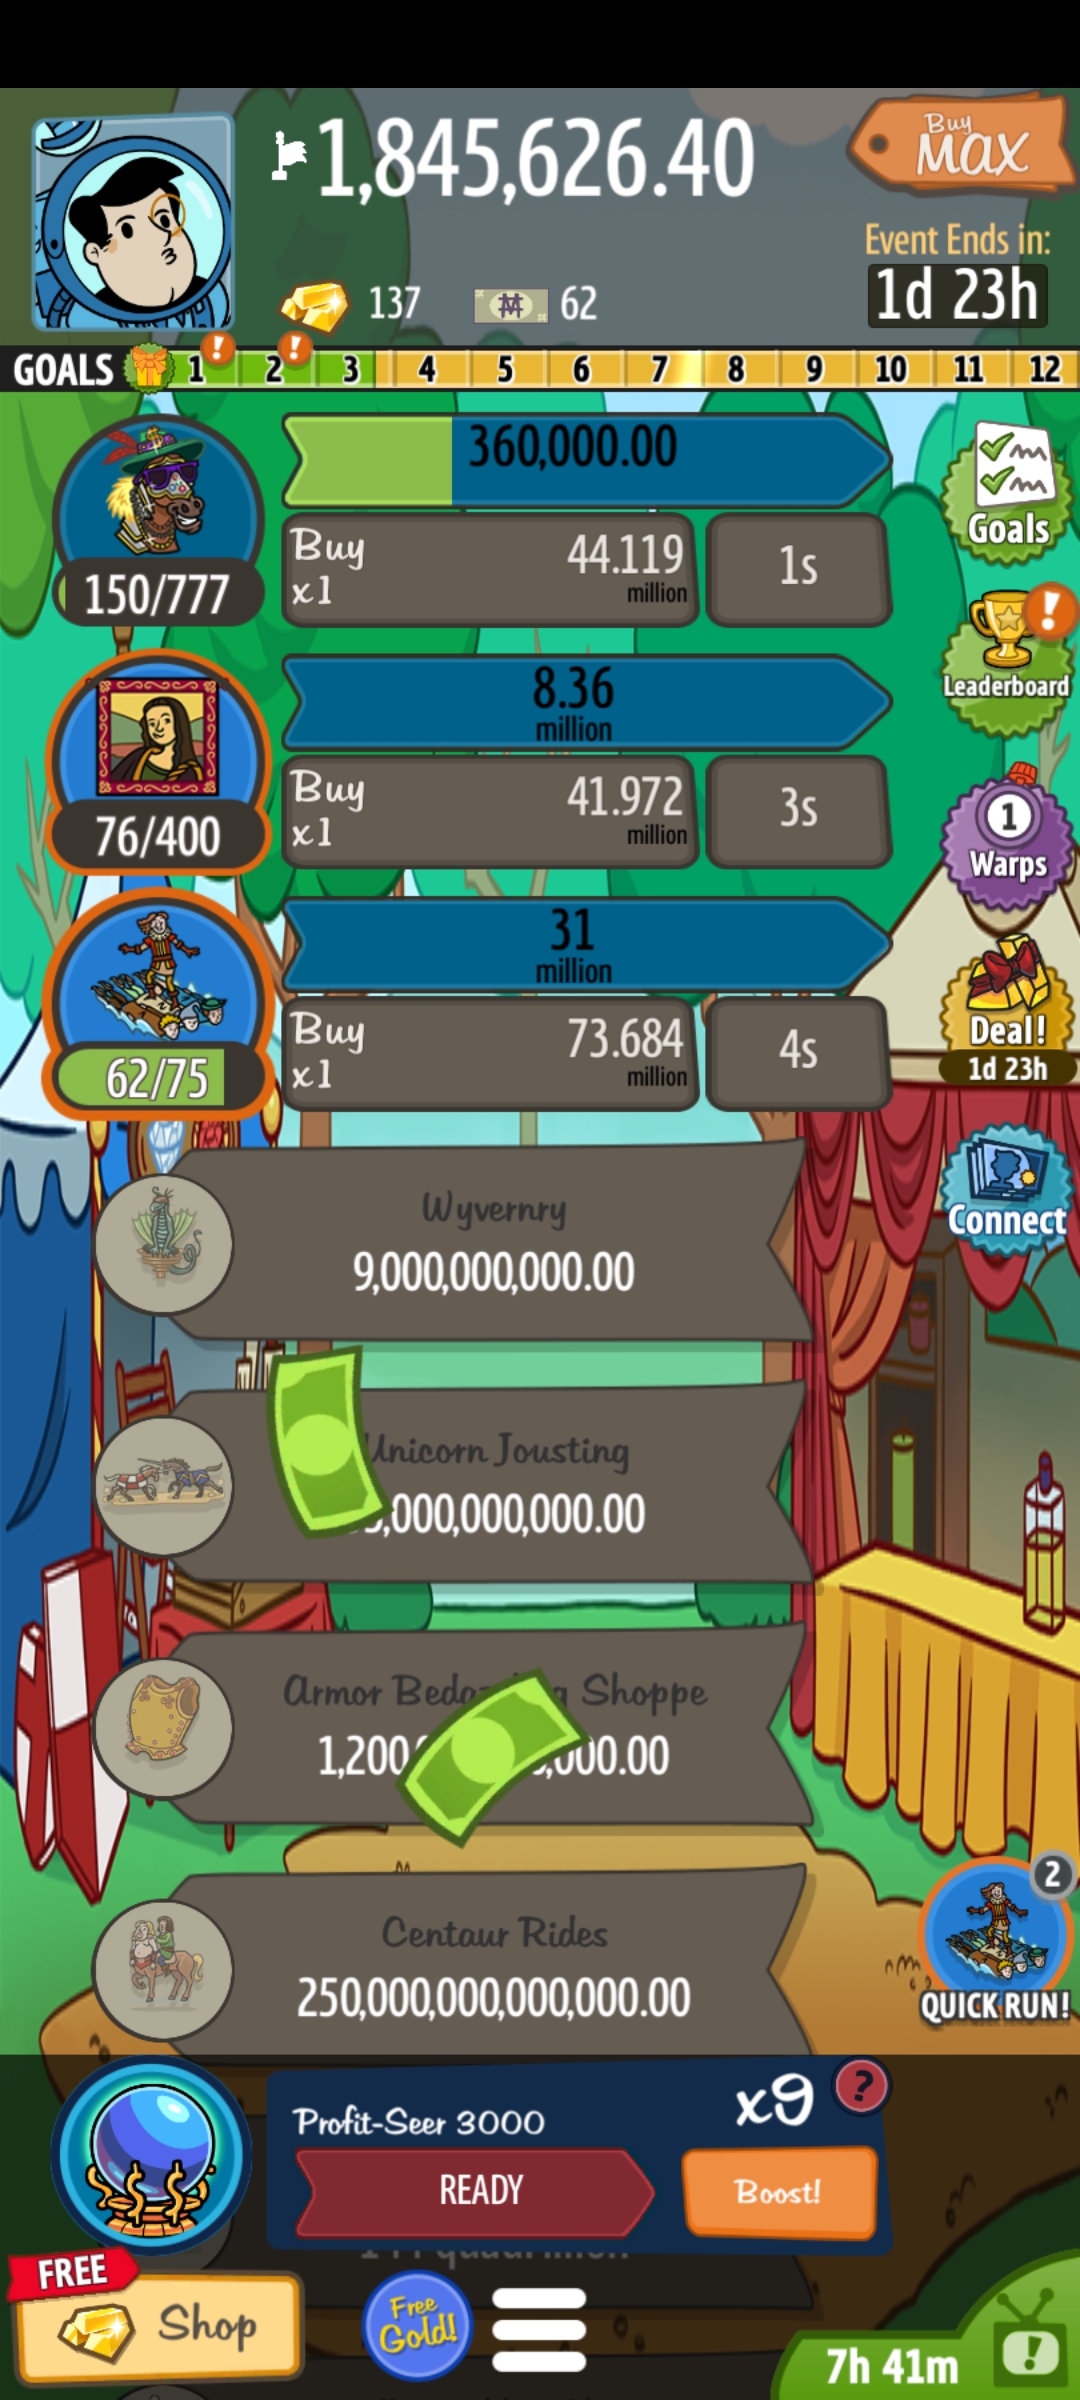 1,845,626.40
Buy
MAX
Event Ends in:
1d 23h
137
62
GOALS 1 ! 2 ! 3 4 5 6 7 8 9 10 11 12
360,000.00
Buy
x1
44.119
million
1s
150/777
Goals
!
Leaderboard
8.36
million
Buy
x1
41.972
million
3s
76/400
1
Warps
31
million
Buy
x1
73.684
million
4s
62/75
Deal!
1d 23h
Wyvernry
9,000,000,000.00
Connect
Unicorn Jousting
,000,000,000.00
Armor Shoppe
Centaur Rides
250,000,000,000,000.00
2
QUICK RUN!
Profit-Seer 3000
x9
?
READY
Boost!
FREE
Shop
Free
Gold!
7h 41m
!